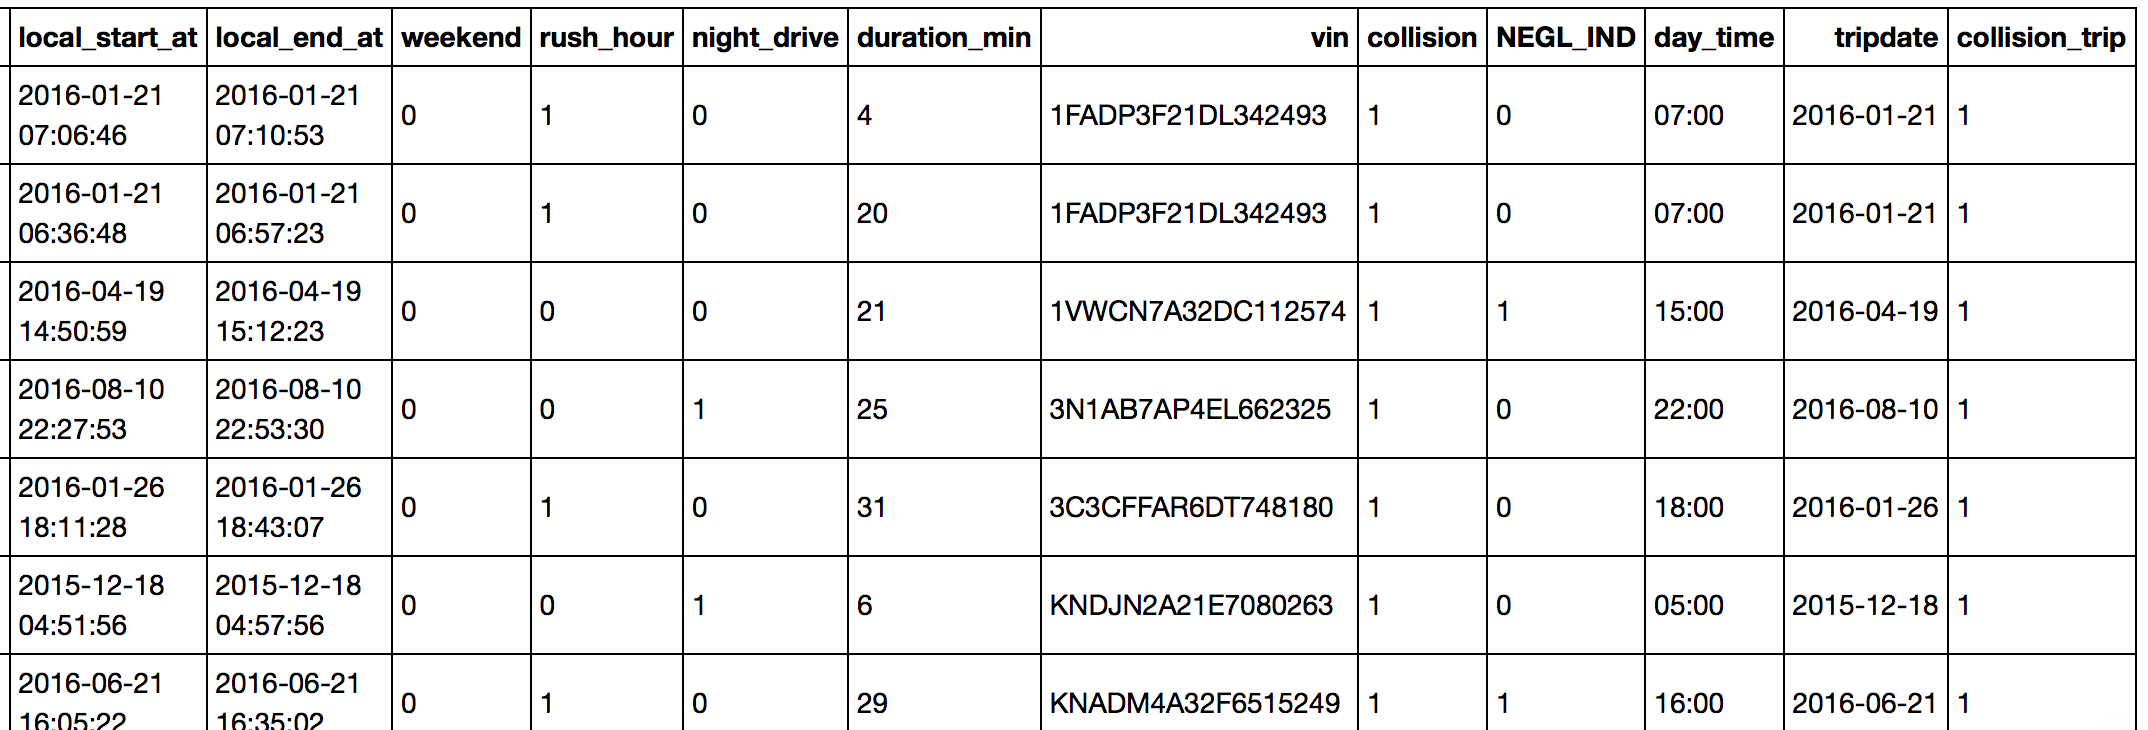 local_start_at local_end_at weekend rush_hour night_drive duration_min vin collision NEGL_IND day_time tripdate collision_trip
2016-01-21 07:06:46 2016-01-21 07:10:53 0 1 0 4 1FADP3F21DL342493 1 0 07:00 2016-01-21 1
2016-01-21 06:36:48 2016-01-21 06:57:23 0 1 0 20 1FADP3F21DL342493 1 0 07:00 2016-01-21 1
2016-04-19 14:50:59 2016-04-19 15:12:23 0 0 0 21 1VWCN7A32DC112574 1 1 15:00 2016-04-19 1
2016-08-10 22:27:53 2016-08-10 22:53:30 0 0 1 25 3N1AB7AP4EL662325 1 0 22:00 2016-08-10 1
2016-01-26 18:11:28 2016-01-26 18:43:07 0 1 0 31 3C3CFFAR6DT748180 1 0 18:00 2016-01-26 1
2015-12-18 04:51:56 2015-12-18 04:57:56 0 0 1 6 KNDJN2A21E7080263 1 0 05:00 2015-12-18 1
2016-06-21 16:05:22 2016-06-21 16:35:02 0 1 0 29 KNADM4A32F6515249 1 1 16:00 2016-06-21 1